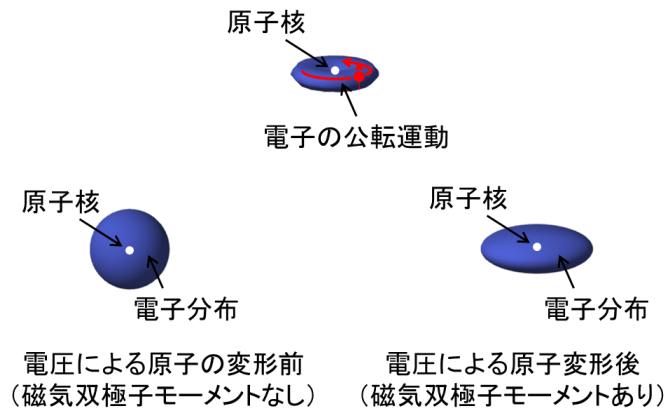 原子核
電子の公転運動
原子核
電子分布
電圧による原子の変形前
（磁気双極子モーメントなし）
原子核
電子分布
電圧による原子変形後
（磁気双極子モーメントあり）